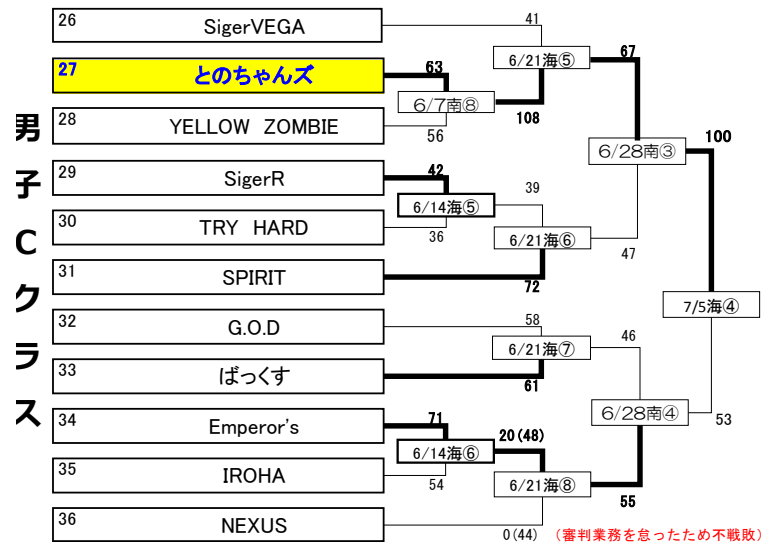 男子Cクラス
26 SigerVEGA
27 とのちゃんズ
28 YELLOW ZOMBIE
29 SigerR
30 TRY HARD
31 SPIRIT
32 G.O.D
33 ばっくす
34 Emperor's
35 IROHA
36 NEXUS
63
6/7南⑧
56
42
6/14海⑤
36
71
6/14海⑥
54
41
6/21海⑤
108
39
6/21海⑥
72
58
6/21海⑦
61
20(48)
6/21海⑧
0(44) (審判業務を怠ったため不戦敗)
67
6/28南③
47
46
6/28南④
55
100
7/5海④
53